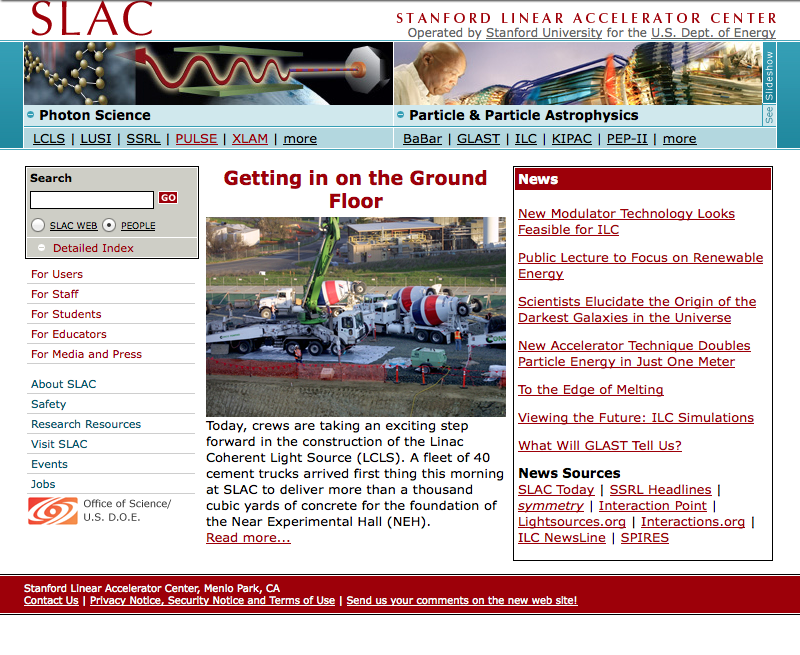 SLAC
STANFORD LINEAR ACCELERATOR CENTER
Operated by Stanford University for the U.S. Dept. of Energy
See Slideshow
Photon Science
LCLS | LUSI | SSRL | PULSE | XLAM | more
Particle & Particle Astrophysics
BaBar | GLAST | ILC | KIPAC | PEP-II | more
Search
GO
SLAC WEB PEOPLE
Detailed Index
For Users
For Staff
For Students
For Educators
For Media and Press
About SLAC
Safety
Research Resources
Visit SLAC
Events
Jobs
Office of Science/
U.S. D.O.E.
Getting in on the Ground
Floor
Today, crews are taking an exciting step
forward in the construction of the Linac
Coherent Light Source (LCLS). A fleet of 40
cement trucks arrived first thing this morning
at SLAC to deliver more than a thousand
cubic yards of concrete for the foundation of
the Near Experimental Hall (NEH).
Read more...
News
New Modulator Technology Looks
Feasible for ILC
Public Lecture to Focus on Renewable
Energy
Scientists Elucidate the Origin of the
Darkest Galaxies in the Universe
New Accelerator Technique Doubles
Particle Energy in Just One Meter
To the Edge of Melting
Viewing the Future: ILC Simulations
What Will GLAST Tell Us?
News Sources
SLAC Today | SSRL Headlines |
symmetry | Interaction Point |
Lightsources.org | Interactions.org |
ILC NewsLine | SPIRES
Stanford Linear Accelerator Center, Menlo Park, CA
Contact Us | Privacy Notice, Security Notice and Terms of Use | Send us your comments on the new web site!